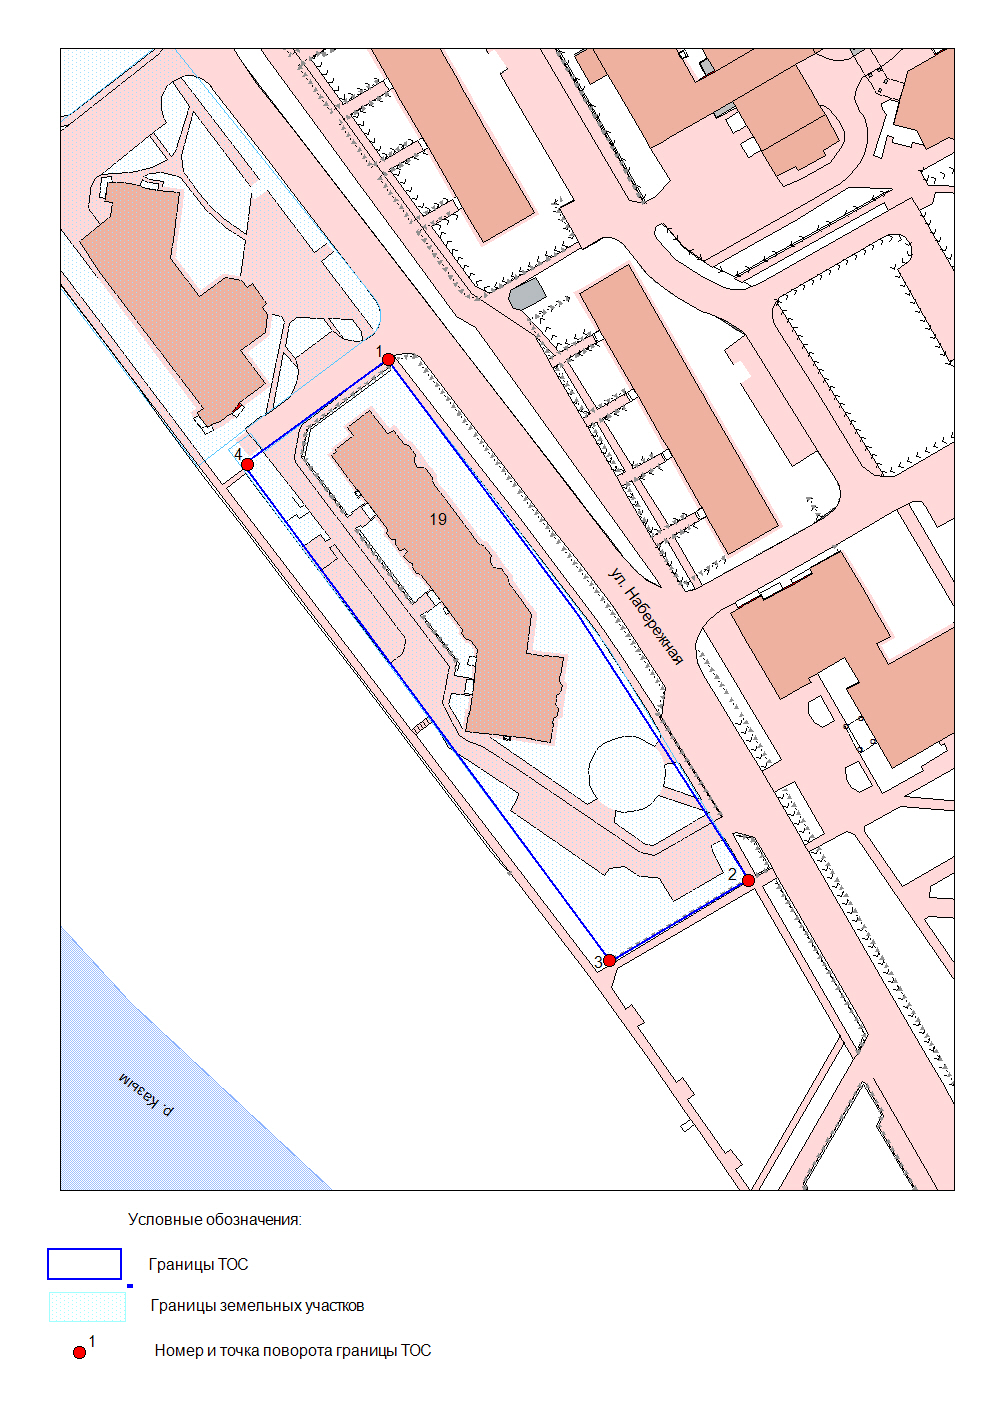 1
4
19
ул. Набережная
2
3
р. Казым
Условные обозначения:
Границы ТОС
Границы земельных участков
1
Номер и точка поворота границы ТОС